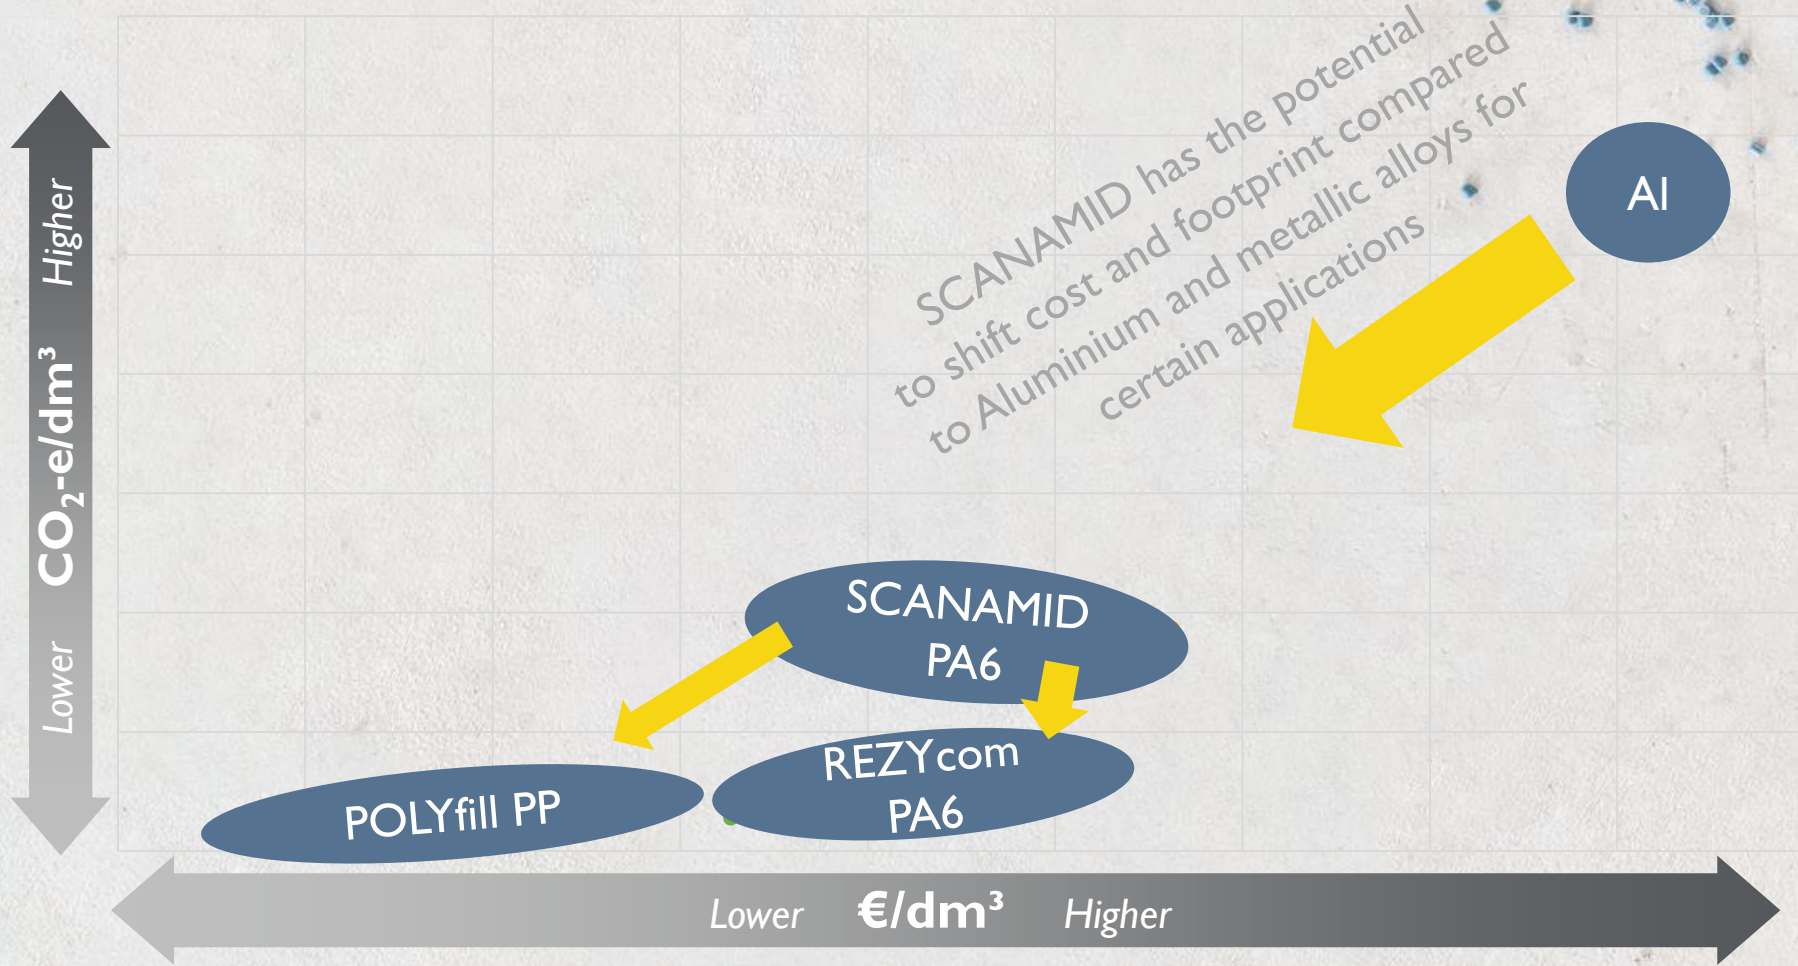 SCANAMID has the potential
to shift cost and footprint compared
to Aluminium and metallic alloys for
certain applications
Al
Higher
CO₂-e/dm³
Lower
SCANAMID
PA6
REZYcom
PA6
POLYfill PP
Lower €/dm³ Higher